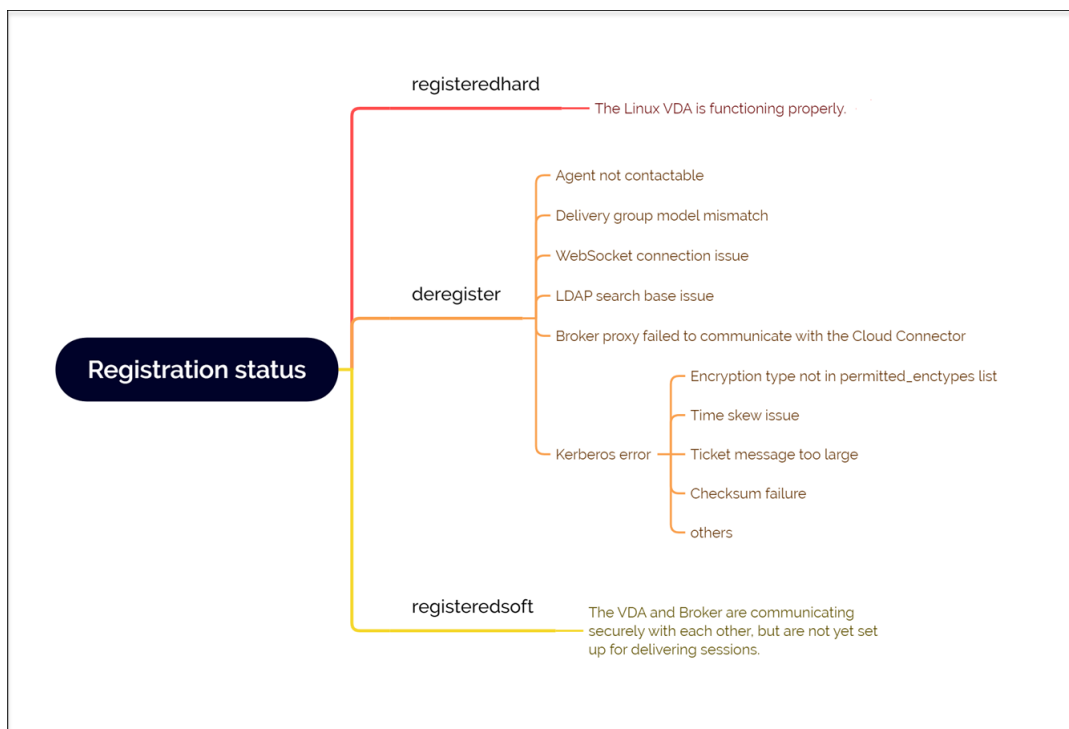 Registration status
registeredhard
The Linux VDA is functioning properly.
deregister
Agent not contactable
Delivery group model mismatch
WebSocket connection issue
LDAP search base issue
Broker proxy failed to communicate with the Cloud Connector
Kerberos error
Encryption type not in permitted_enctypes list
Time skew issue
Ticket message too large
Checksum failure
others
registeredsoft
The VDA and Broker are communicating
securely with each other, but are not yet set
up for delivering sessions.